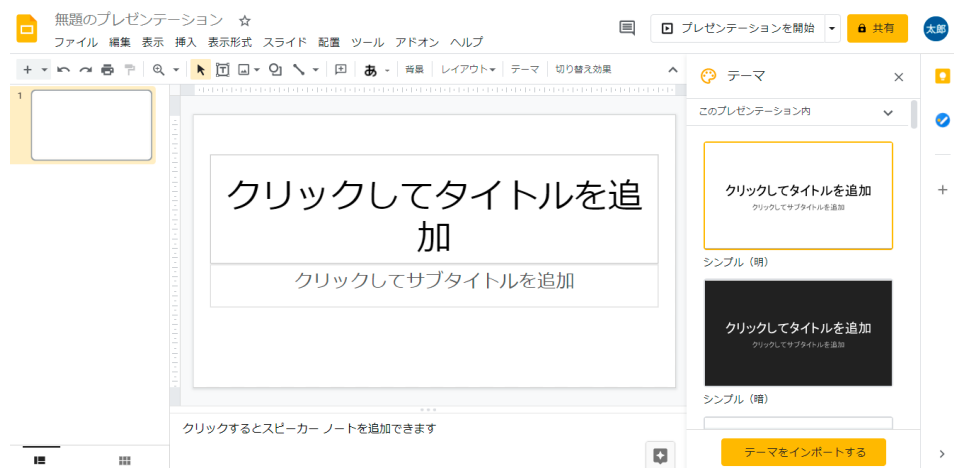 無題のプレゼンテーション
ファイル 編集 表示 挿入 表示形式 スライド 配置 ツール アドオン ヘルプ
プレゼンテーションを開始
共有
太郎
あ 背景 レイアウト テーマ 切り替え効果
テーマ
このプレゼンテーション内
1
クリックしてタイトルを追
加
クリックしてサブタイトルを追加
クリックするとスピーカー ノートを追加できます
クリックしてタイトルを追加
クリックしてサブタイトルを追加
シンプル（明）
クリックしてタイトルを追加
クリックしてサブタイトルを追加
シンプル（暗）
テーマをインポートする